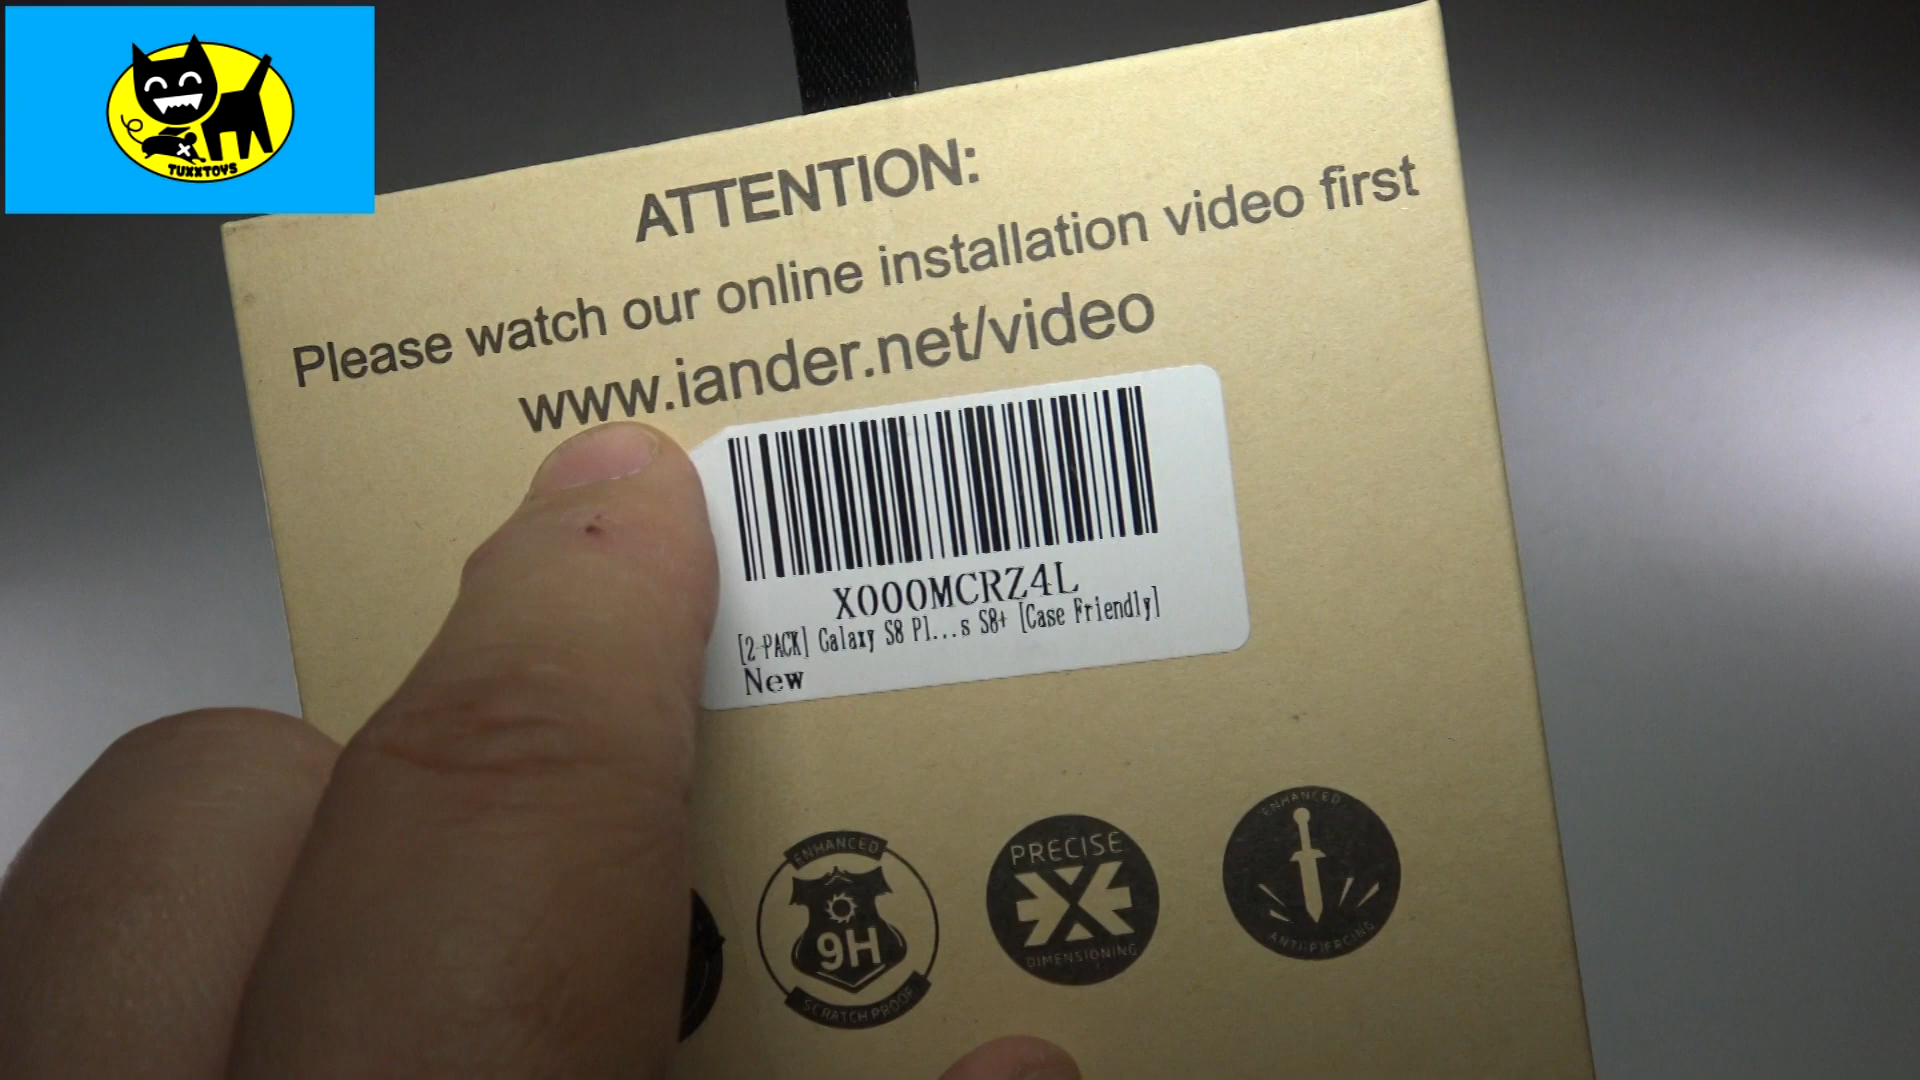 TUXXTOYS
ATTENTION:
Please watch our online installation video first
www.iander.net/video
X000MCRZ4L
[2-PACK] Galaxy S8 Pl...s S8+ [Case Friendly]
New
ENHANCED
9H
SCRATCH PROOF
PRECISE
DIMENSIONING
ENHANCED
ANTI-PIERCING